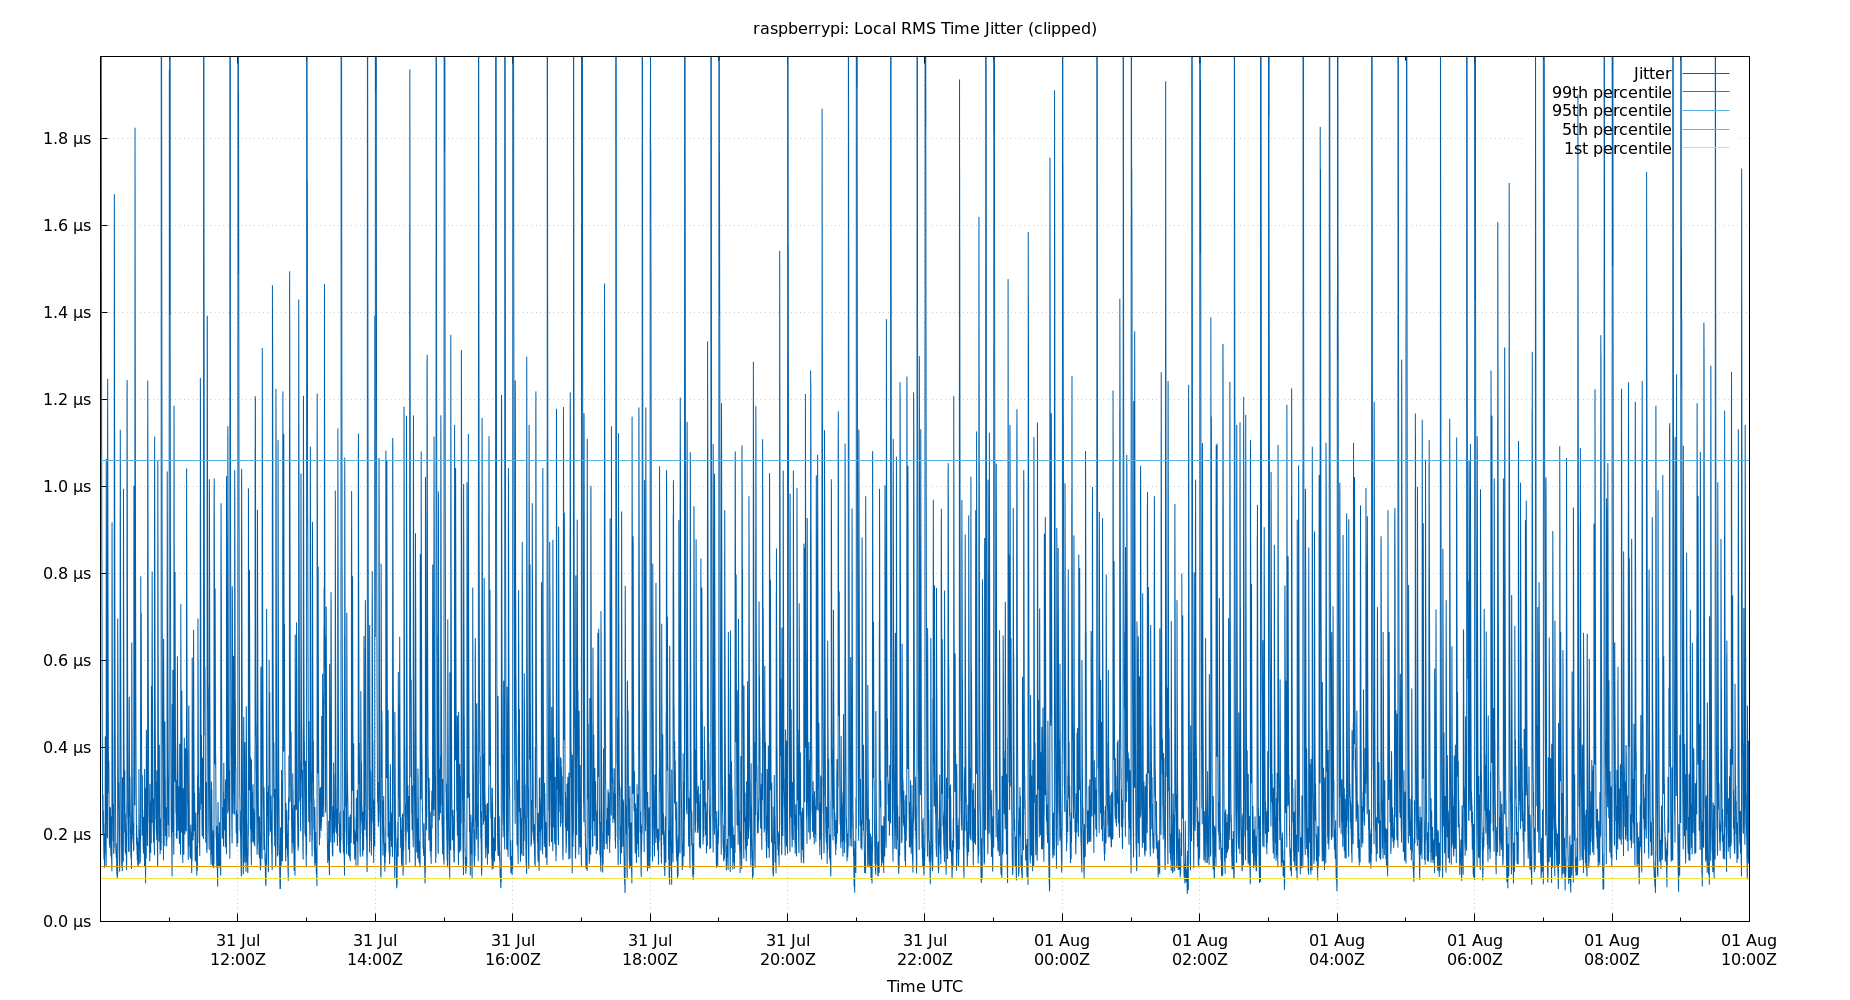 raspberrypi: Local RMS Time Jitter (clipped)
Jitter
99th percentile
95th percentile
5th percentile
1st percentile
1.8 µs
1.6 µs
1.4 µs
1.2 µs
1.0 µs
0.8 µs
0.6 µs
0.4 µs
0.2 µs
0.0 µs
31 Jul 31 Jul 31 Jul 31 Jul 31 Jul 31 Jul 01 Aug 01 Aug 01 Aug 01 Aug 01 Aug 01 Aug
12:00Z 14:00Z 16:00Z 18:00Z 20:00Z 22:00Z 00:00Z 02:00Z 04:00Z 06:00Z 08:00Z 10:00Z
Time UTC